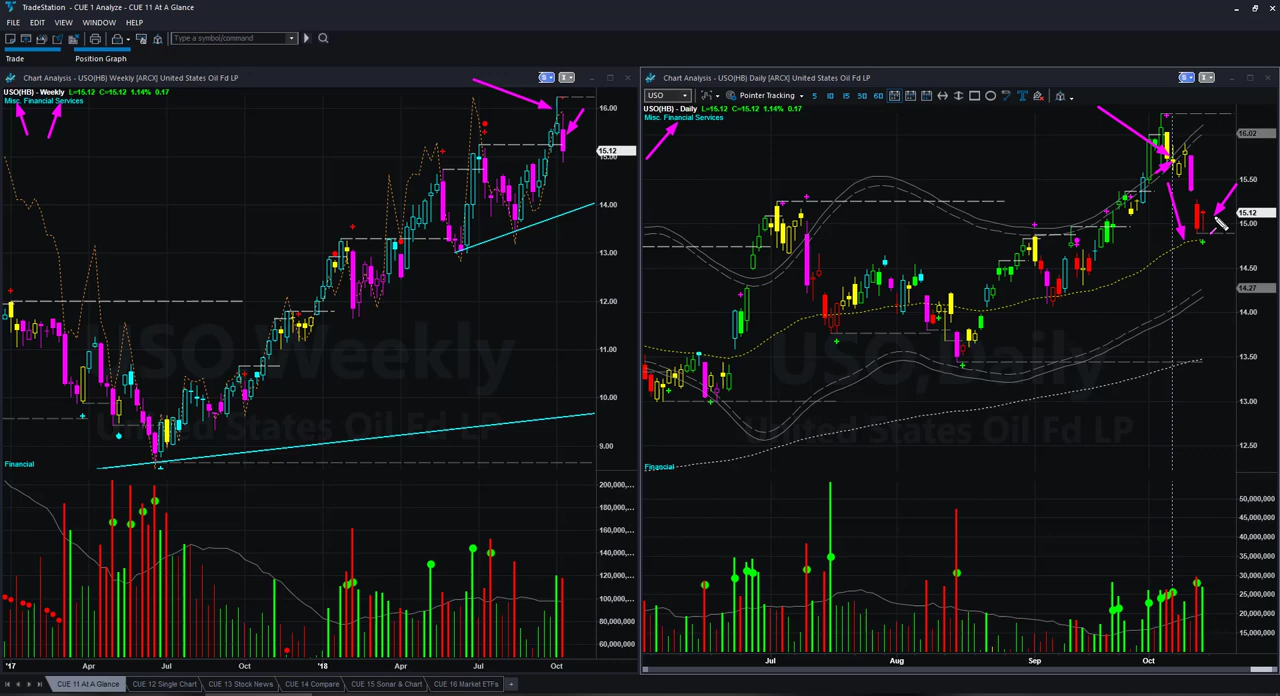 TradeStation - CUE 1 Analyze - CUE 11 At A Glance
FILE EDIT VIEW WINDOW HELP
Type a symbol/command
Trade Position Graph
Chart Analysis - USO(HB) Weekly [ARCX] United States Oil Fd LP
USO(HB) - Weekly L=15.12 C=15.12 1.14% 0.17
Misc. Financial Services
16.00
15.12
15.00
14.00
13.00
12.00
11.00
10.00
9.00
USO,Weekly
United States Oil Fd LP
Financial
200,000,...
180,000,...
160,000,...
140,000,...
120,000,...
100,000,...
80,000,...
60,000,...
'17 Apr Jul Oct '18 Apr Jul Oct
Chart Analysis - USO(HB) Daily [ARCX] United States Oil Fd LP
USO 5 10 15 30 60
Pointer Tracking
USO(HB) - Daily L=15.12 C=15.12 1.14% 0.17
Misc. Financial Services
16.02
15.50
15.12
15.00
14.50
14.27
14.00
13.50
13.00
12.50
USO,Daily
United States Oil Fd LP
Financial
50,000,000
45,000,000
40,000,000
35,000,000
30,000,000
25,000,000
20,000,000
15,000,000
Jul Aug Sep Oct
CUE 11 At A Glance CUE 12 Single Chart CUE 13 Stock News CUE 14 Compare CUE 15 Sonar & Chart CUE 16 Market ETFs